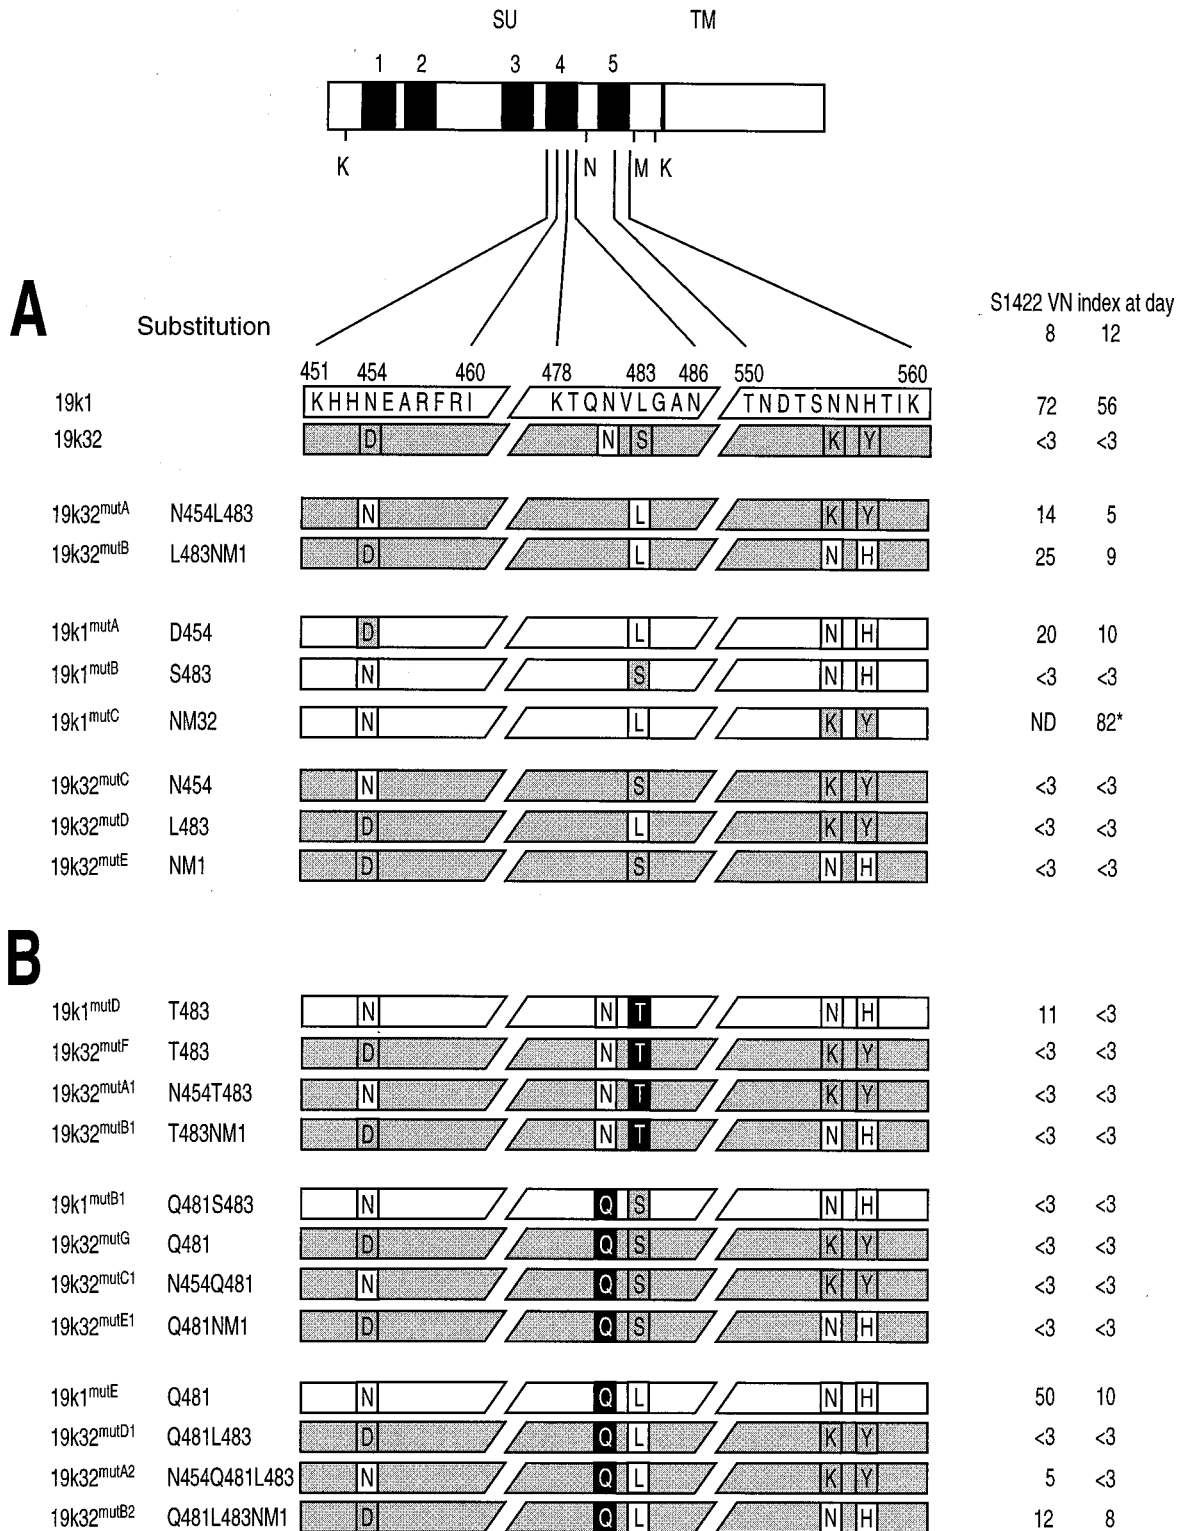 SU TM
1 2 3 4 5
K N M K
A
Substitution
S1422 VN index at day
8 12
451 454 460 478 483 486 550 560
19k1 KHHNEARFRI KTQNVLGAN TNDTSNNHTIK 72 56
19k32 D N S K Y <3 <3
19k32mutA N454L483 N L K Y 14 5
19k32mutB L483NM1 D L N H 25 9
19k1mutA D454 D L N H 20 10
19k1mutB S483 N S N H <3 <3
19k1mutC NM32 N L K Y ND 82*
19k32mutC N454 N S K Y <3 <3
19k32mutD L483 D L K Y <3 <3
19k32mutE NM1 D S N H <3 <3
B
19k1mutD T483 N N T N H 11 <3
19k32mutF T483 D N T K Y <3 <3
19k32mutA1 N454T483 N N T K Y <3 <3
19k32mutB1 T483NM1 D N T N H <3 <3
19k1mutB1 Q481S483 N Q S N H <3 <3
19k32mutG Q481 D Q S K Y <3 <3
19k32mutC1 N454Q481 N Q S K Y <3 <3
19k32mutE1 Q481NM1 D Q S N H <3 <3
19k1mutE Q481 N Q L N H 50 10
19k32mutD1 Q481L483 D Q L K Y <3 <3
19k32mutA2 N454Q481L483 N Q L K Y 5 <3
19k32mutB2 Q481L483NM1 D Q L N H 12 8